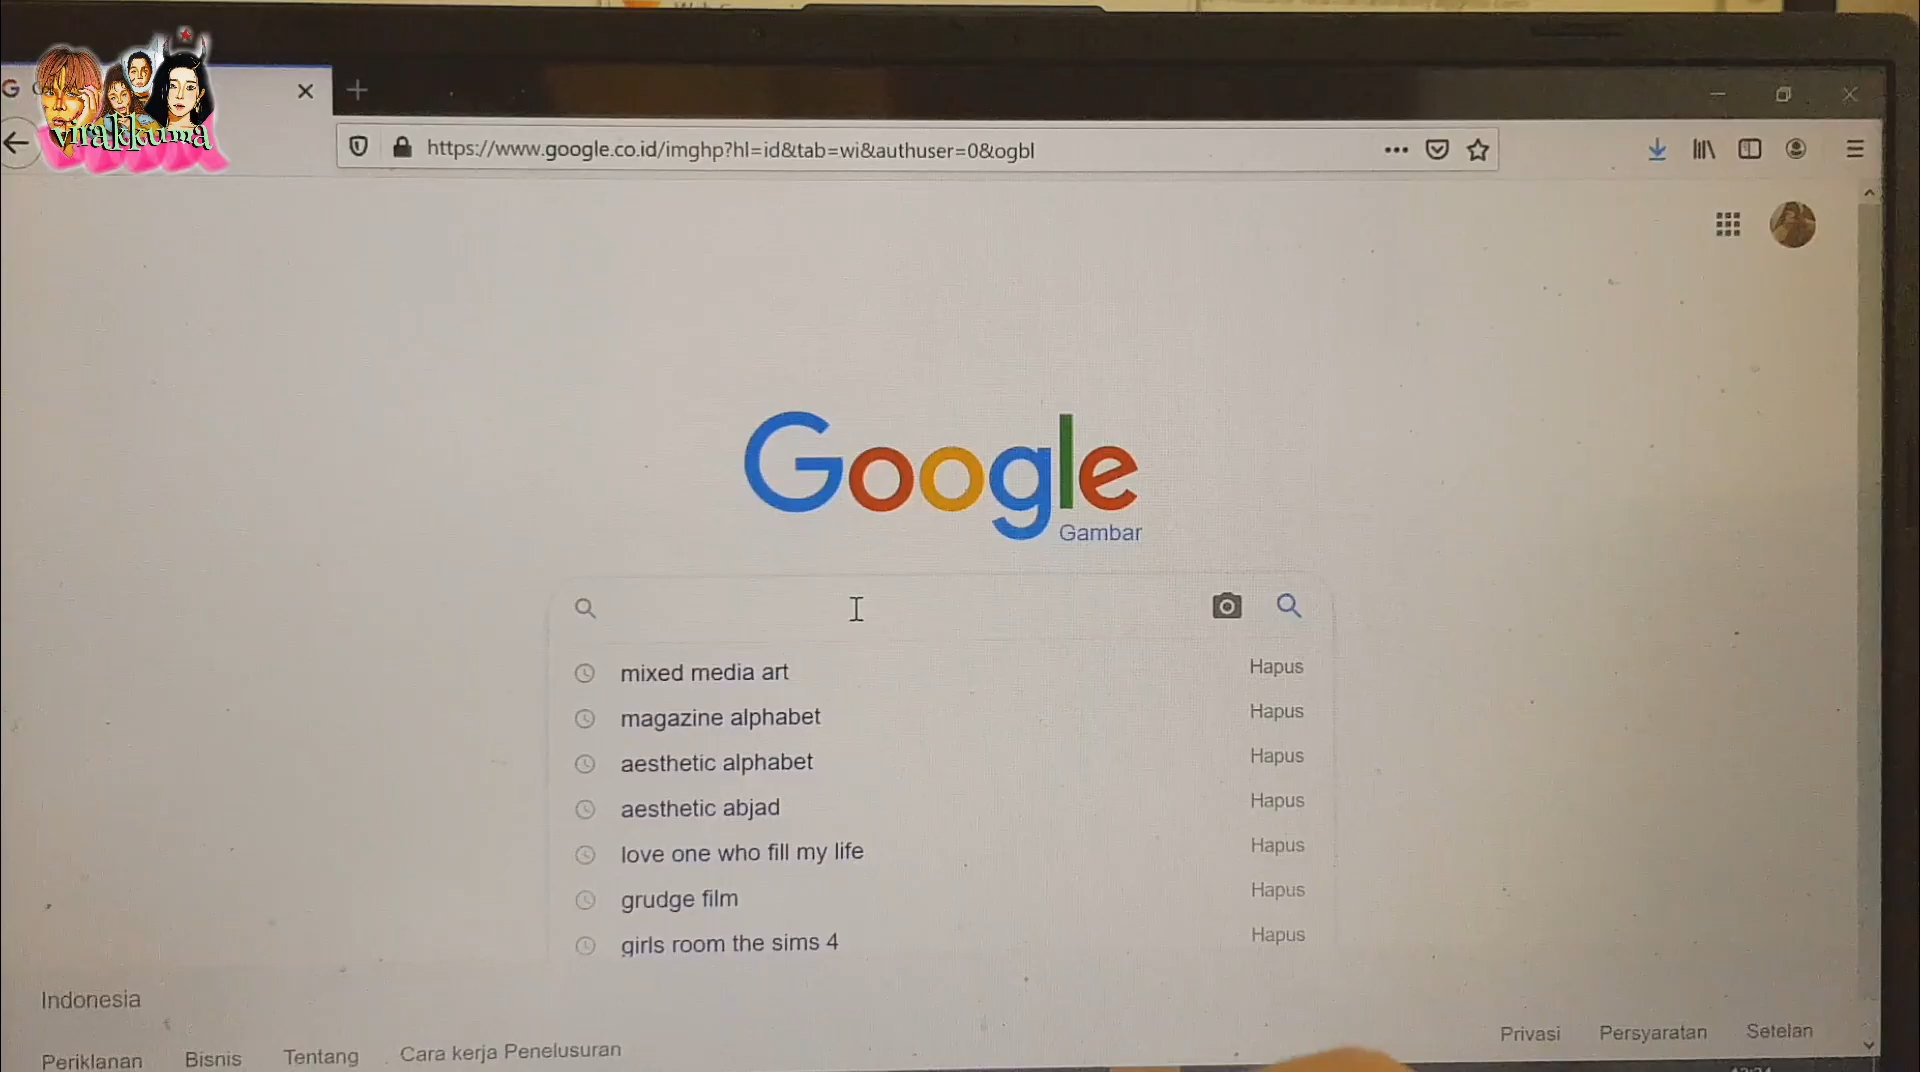 virakkuma
https://www.google.co.id/imghp?hl=id&tab=wi&authuser=0&ogbl
Google
Gambar
mixed media art Hapus
magazine alphabet Hapus
aesthetic alphabet Hapus
aesthetic abjad Hapus
love one who fill my life Hapus
grudge film Hapus
girls room the sims 4 Hapus
Indonesia
Periklanan Bisnis Tentang Cara kerja Penelusuran Privasi Persyaratan Setelan